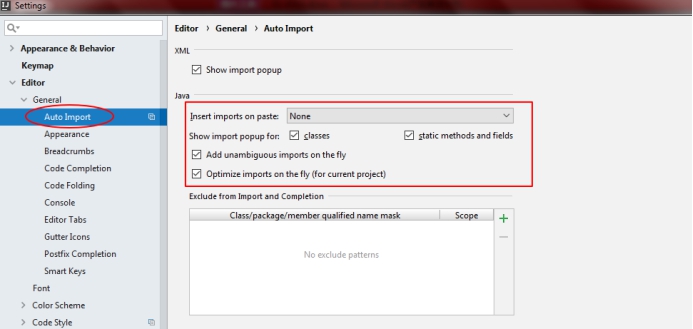 Settings
Appearance & Behavior
Keymap
Editor
General
Auto Import
Appearance
Breadcrumbs
Code Completion
Code Folding
Console
Editor Tabs
Gutter Icons
Postfix Completion
Smart Keys
Font
Color Scheme
Code Style
Editor › General › Auto Import
XML
Show import popup
Java
Insert imports on paste: None
Show import popup for: classes static methods and fields
Add unambiguous imports on the fly
Optimize imports on the fly (for current project)
Exclude from Import and Completion
Class/package/member qualified name mask Scope
No exclude patterns